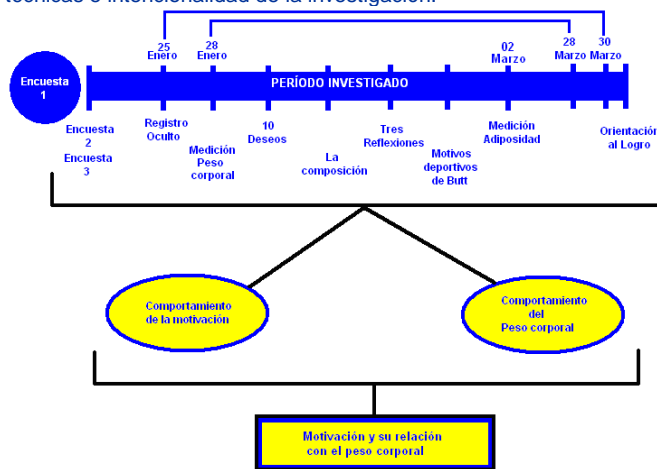 técnicas e intencionalidad de la investigación.
25
Enero
28
Enero
02
Marzo
28
Marzo
30
Marzo
Encuesta
1
PERÍODO INVESTIGADO
Encuesta
2
Encuesta
3
Registro
Oculto
Medición
Peso
corporal
10
Deseos
La
composición
Tres
Reflexiones
Motivos
deportivos
de Butt
Medición
Adiposidad
Orientación
al Logro
Comportamiento
de la motivación
Comportamiento
del
Peso corporal
Motivación y su relación
con el peso corporal